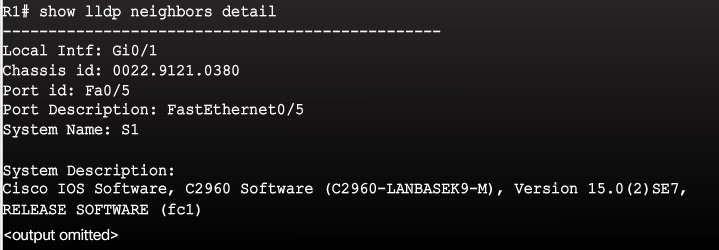 R1# show lldp neighbors detail
------------------------------------------------
Local Intf: Gi0/1
Chassis id: 0022.9121.0380
Port id: Fa0/5
Port Description: FastEthernet0/5
System Name: S1
System Description:
Cisco IOS Software, C2960 Software (C2960-LANBASEK9-M), Version 15.0(2)SE7,
RELEASE SOFTWARE (fc1)
<output omitted>